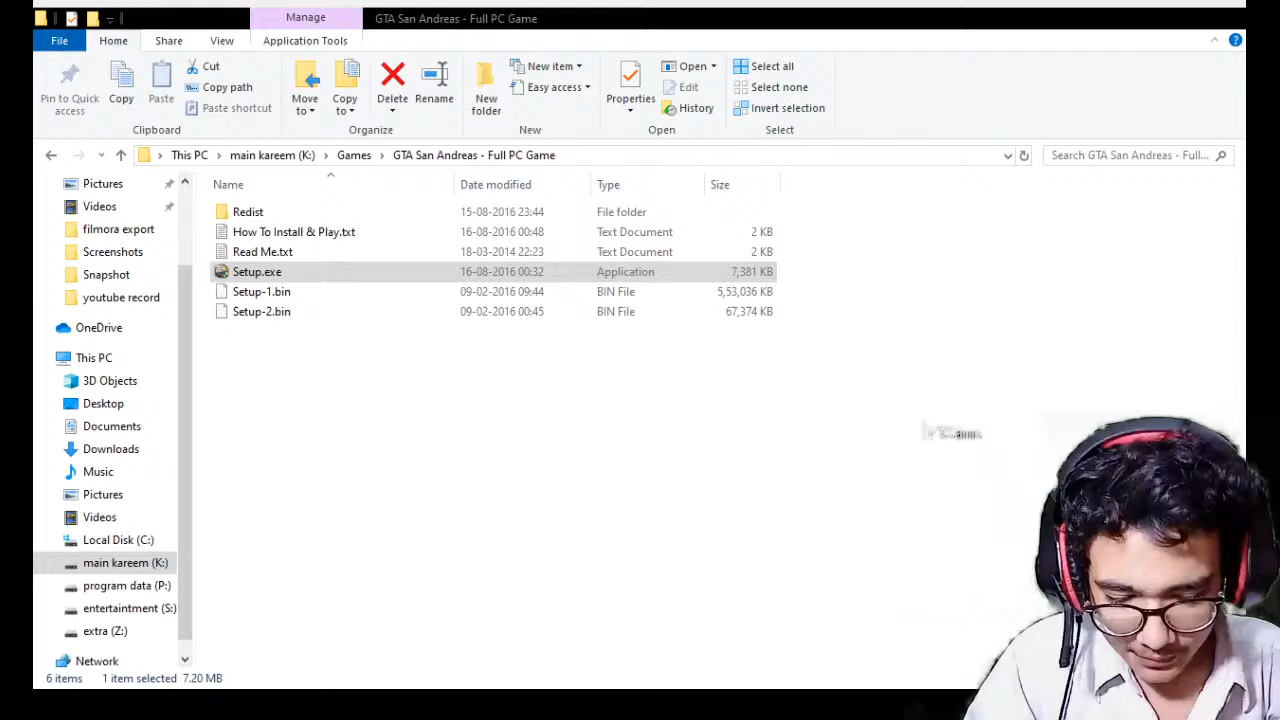 Manage
GTA San Andreas - Full PC Game
File
Home
Share
View
Application Tools
Pin to Quick access
Copy
Paste
Cut
Copy path
Paste shortcut
Clipboard
Move to
Copy to
Delete
Rename
Organize
New folder
New item
Easy access
New
Properties
Open
Edit
History
Open
Select all
Select none
Invert selection
Select
This PC
main kareem (K:)
Games
GTA San Andreas - Full PC Game
Search GTA San Andreas - Full...
Name Date modified Type Size
Redist 15-08-2016 23:44 File folder
How To Install & Play.txt 16-08-2016 00:48 Text Document 2 KB
Read Me.txt 18-03-2014 22:23 Text Document 2 KB
Setup.exe 16-08-2016 00:32 Application 7,381 KB
Setup-1.bin 09-02-2016 09:44 BIN File 5,53,036 KB
Setup-2.bin 09-02-2016 00:45 BIN File 67,374 KB
Pictures
Videos
filmora export
Screenshots
Snapshot
youtube record
OneDrive
This PC
3D Objects
Desktop
Documents
Downloads
Music
Pictures
Videos
Local Disk (C:)
main kareem (K:)
program data (P:)
entertaintment (S:)
extra (Z:)
Network
6 items 1 item selected 7.20 MB